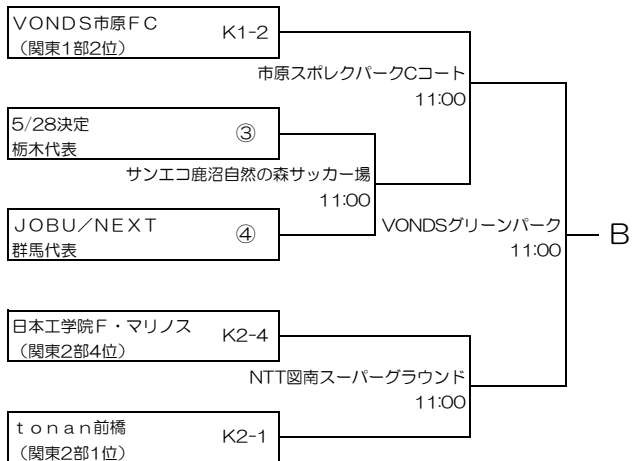 VONDS市原FC
(関東1部2位)
K1-2
市原スポレクパークCコート
11:00
5/28決定
栃木代表
③
サンエコ鹿沼自然の森サッカー場
11:00
JOBU/NEXT
群馬代表
④
VONDSグリーンパーク
11:00
B
日本工学院F・マリノス
(関東2部4位)
K2-4
NTT図南スーパーグラウンド
11:00
tonan前橋
(関東2部1位)
K2-1